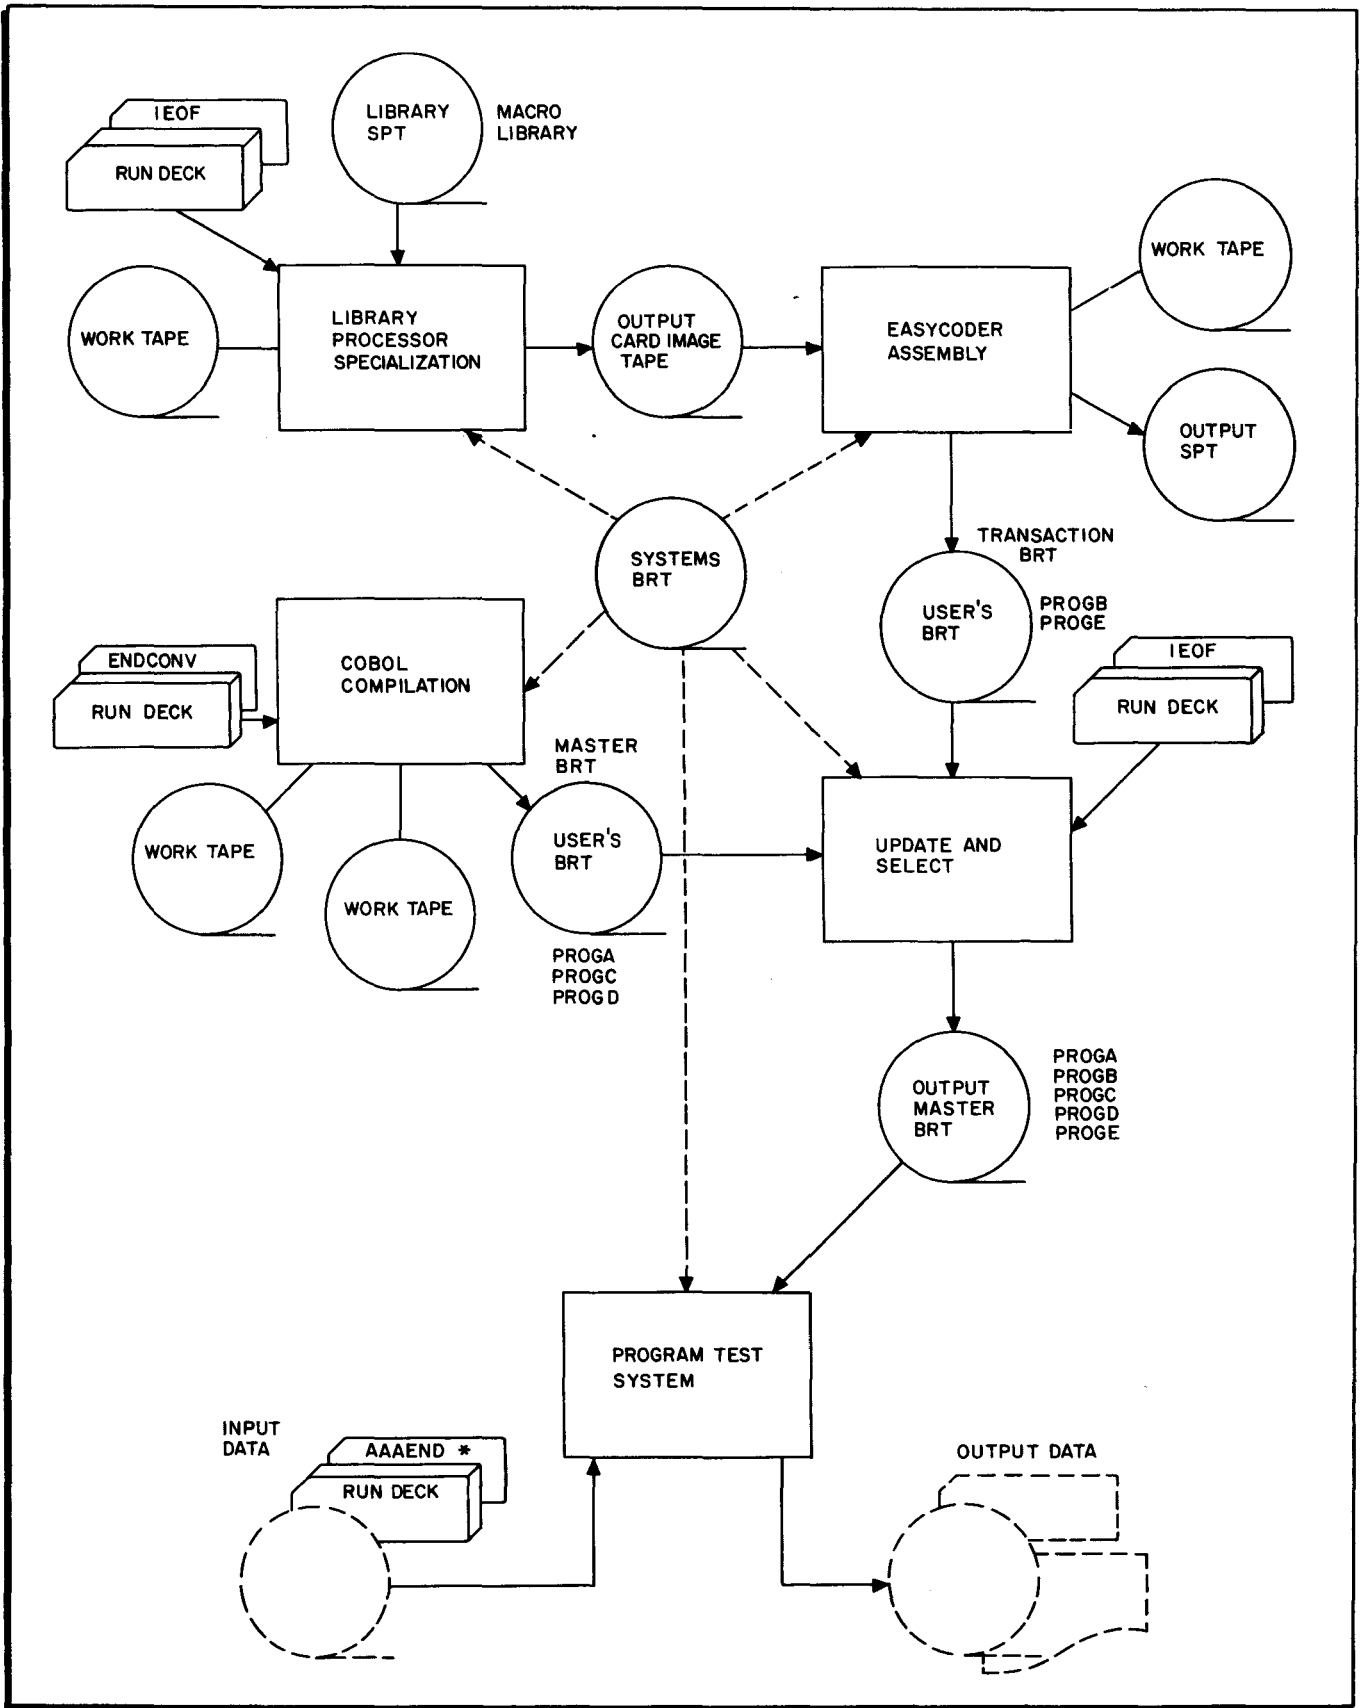 1EOF
RUN DECK
LIBRARY
SPT
MACRO
LIBRARY
WORK TAPE
LIBRARY
PROCESSOR
SPECIALIZATION
OUTPUT
CARD IMAGE
TAPE
EASYCODER
ASSEMBLY
WORK TAPE
OUTPUT
SPT
SYSTEMS
BRT
TRANSACTION
BRT
USER'S
BRT
PROGB
PROGE
1EOF
RUN DECK
ENDCONV
RUN DECK
COBOL
COMPILATION
MASTER
BRT
WORK TAPE
WORK TAPE
USER'S
BRT
PROGA
PROGC
PROGD
UPDATE AND
SELECT
OUTPUT
MASTER
BRT
PROGA
PROGB
PROGC
PROGD
PROGE
PROGRAM TEST
SYSTEM
INPUT
DATA
AAAEND *
RUN DECK
OUTPUT DATA